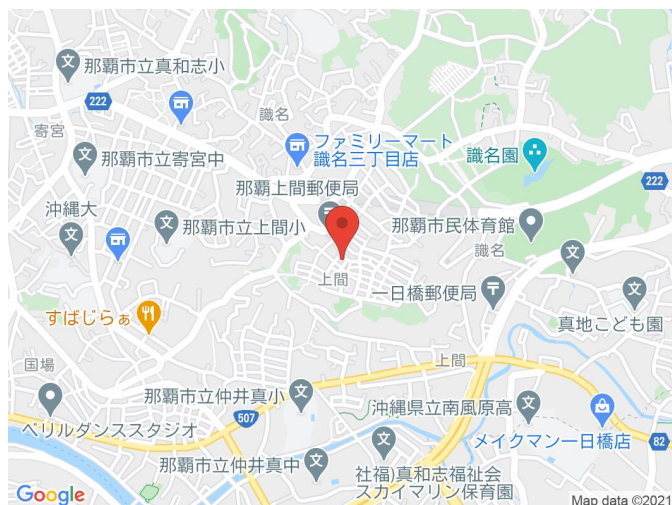 那覇市立真和志小
222
識名
寄宮
ファミリーマート
識名三丁目店
識名園
那覇市立寄宮中
那覇上間郵便局
222
沖縄大
那覇市立上間小
那覇市民体育館
識名
上間
一日橋郵便局
真地こども園
すばじらぁ
上間
国場
那覇市立仲井真小
507
沖縄県立南風原高
ベリルダンススタジオ
メイクマン一日橋店
82
那覇市立仲井真中
社福)真和志福祉会
スカイマリン保育園
Google
Map data ©2021